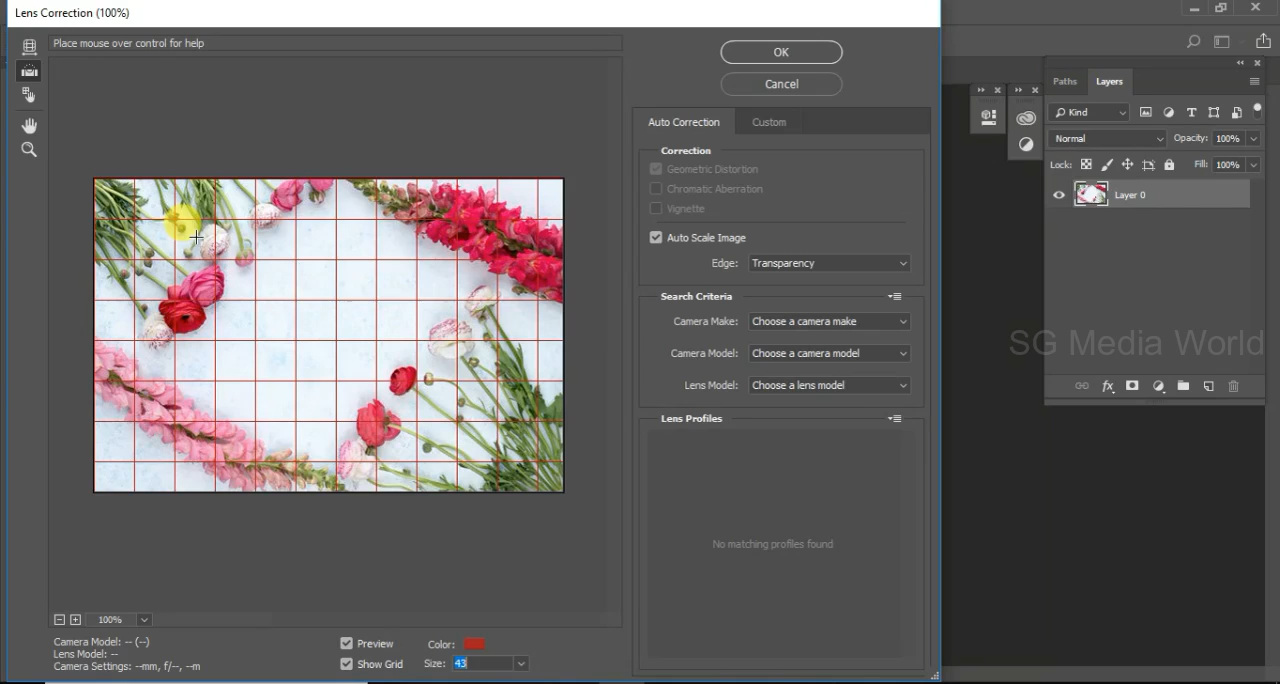 Lens Correction (100%)
Place mouse over control for help
OK
Cancel
Auto Correction
Custom
Correction
Geometric Distortion
Chromatic Aberration
Vignette
Auto Scale Image
Edge:
Transparency
Search Criteria
Camera Make:
Choose a camera make
Camera Model:
Choose a camera model
Lens Model:
Choose a lens model
Lens Profiles
No matching profiles found
100%
Camera Model: -- (--)
Lens Model: --
Camera Settings: --mm, f/--, --m
Preview
Color:
Show Grid
Size:
43
Paths
Layers
Kind
Normal
Opacity:
100%
Lock:
Fill:
100%
Layer 0
SG Media World
fx